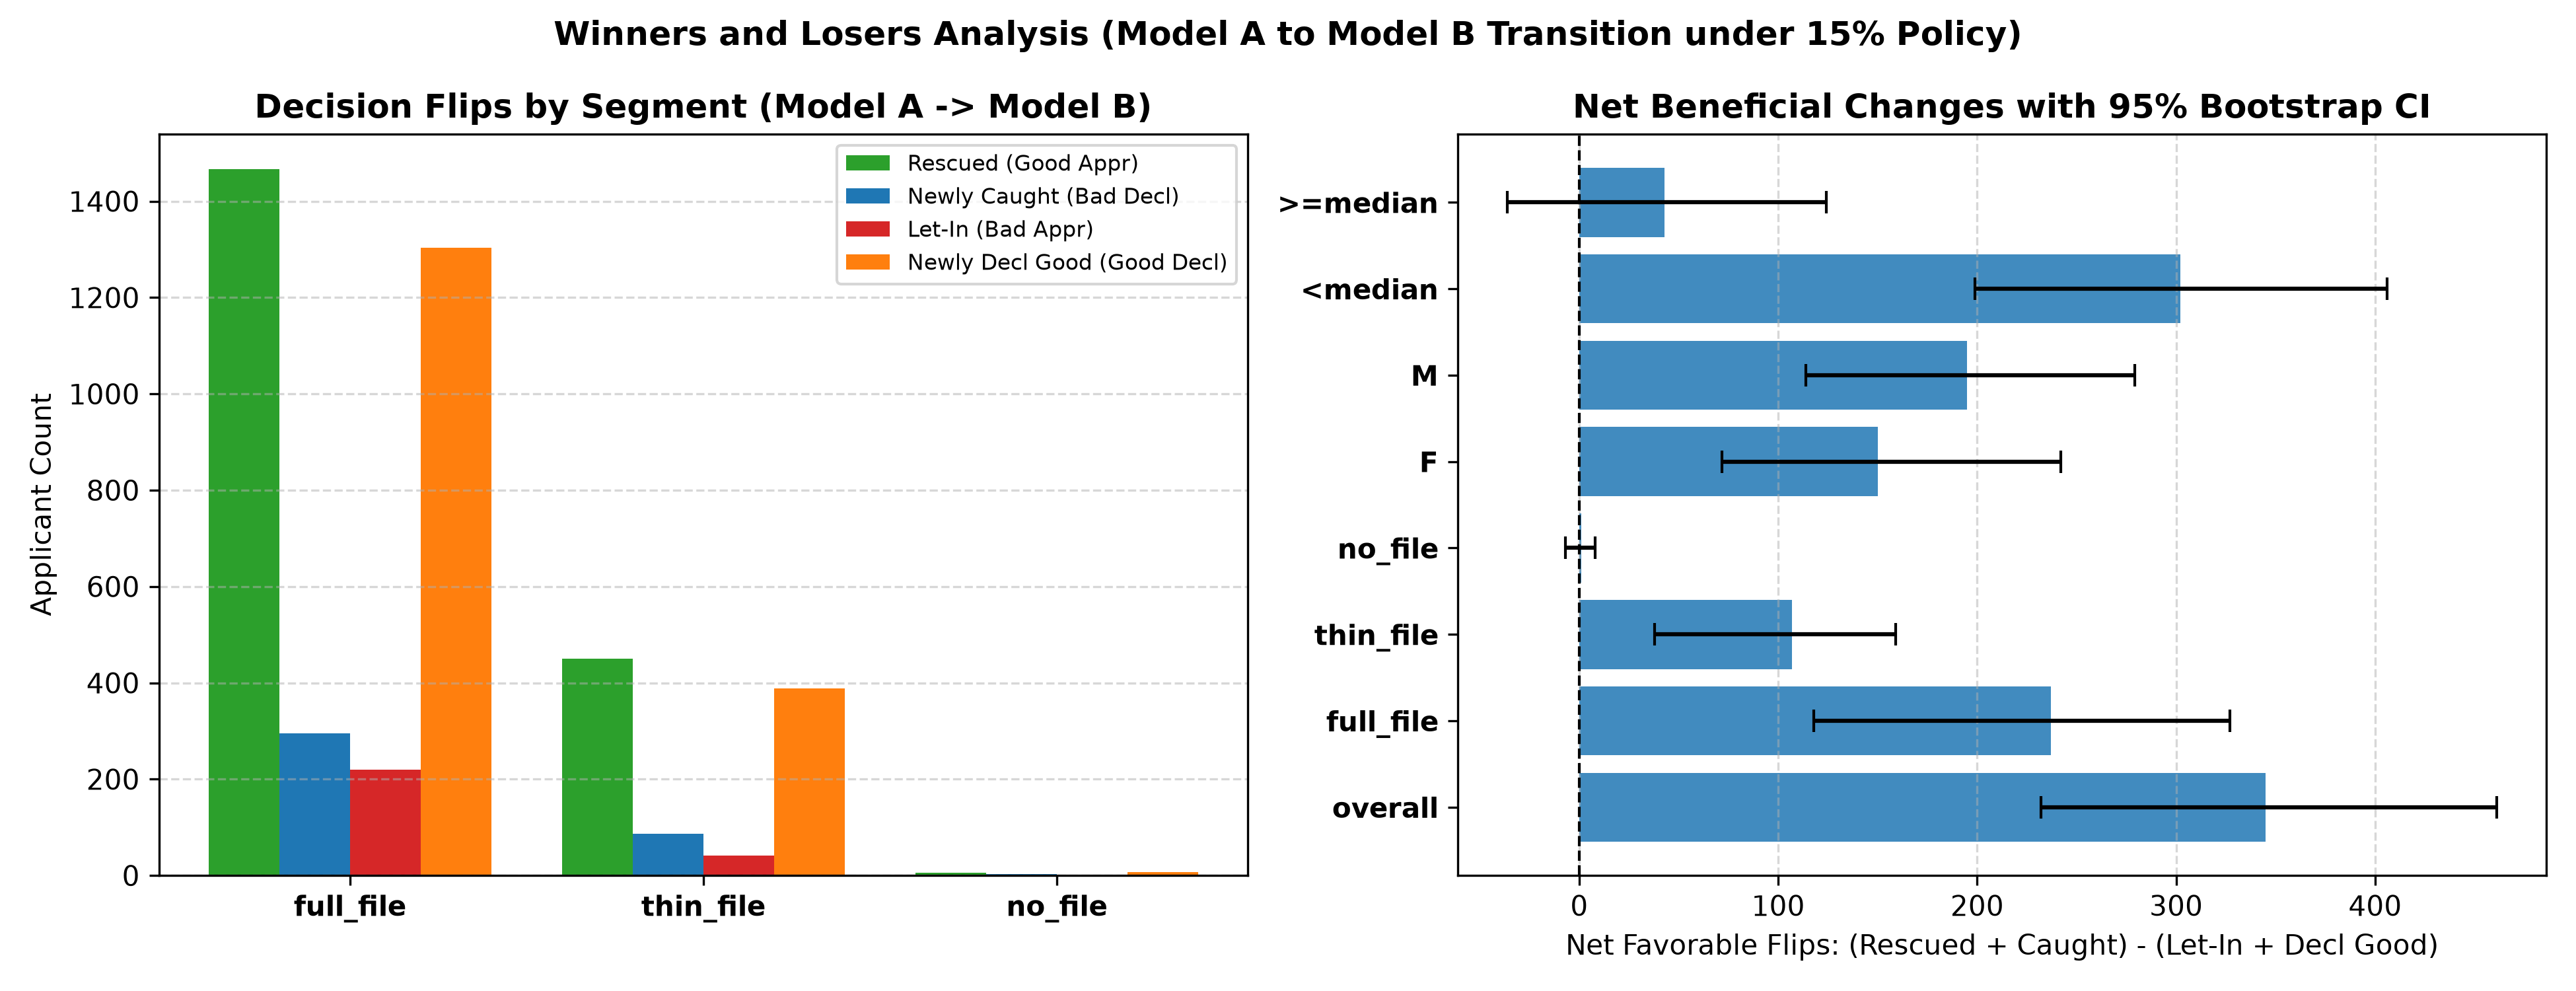 Winners and Losers Analysis (Model A to Model B Transition under 15% Policy)
Decision Flips by Segment (Model A -> Model B)
Rescued (Good Appr)
Newly Caught (Bad Decl)
Let-In (Bad Appr)
Newly Decl Good (Good Decl)
Applicant Count
1400
1200
1000
800
600
400
200
0
full_file
thin_file
no_file
Net Beneficial Changes with 95% Bootstrap CI
>=median
<median
M
F
no_file
thin_file
full_file
overall
0
100
200
300
400
Net Favorable Flips: (Rescued + Caught) - (Let-In + Decl Good)